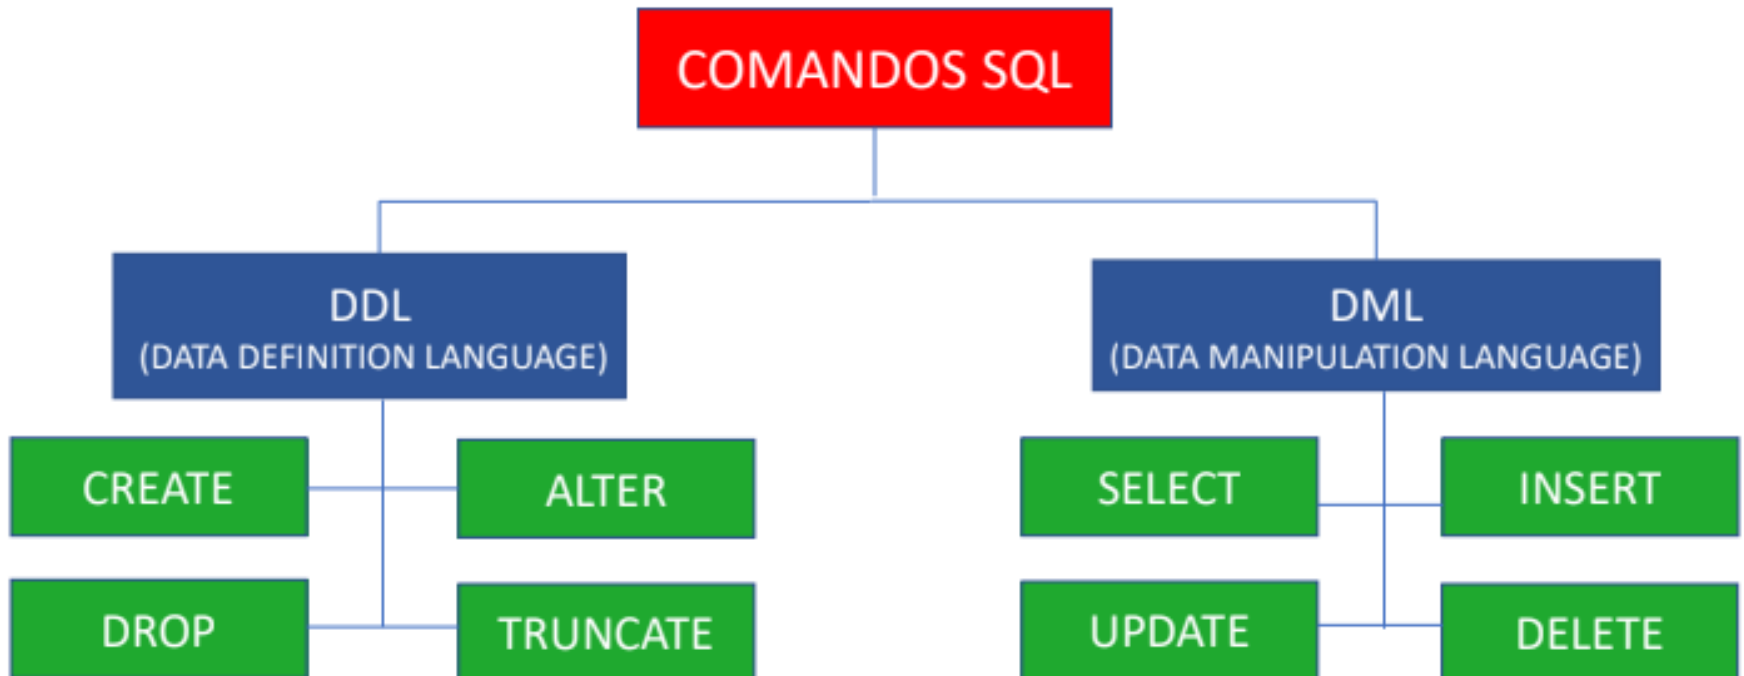 COMANDOS SQL
DDL
(DATA DEFINITION LANGUAGE)
DML
(DATA MANIPULATION LANGUAGE)
CREATE
ALTER
SELECT
INSERT
DROP
TRUNCATE
UPDATE
DELETE